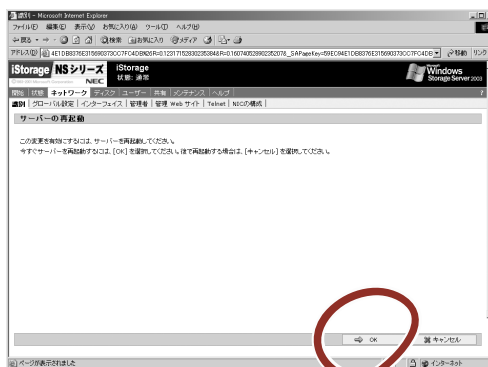 識別 - Microsoft Internet Explorer
ファイル(F) 編集(E) 表示(V) お気に入り(A) ツール(T) ヘルプ(H)
戻る 検索 お気に入り メディア
アドレス(D) 移動 リンク
iStorage NSシリーズ NEC
iStorage
状態: 通常
Windows
Storage Server 2003
開始 状態 ネットワーク ディスク ユーザー 共有 メンテナンス ヘルプ ?
識別 | グローバル設定 | インターフェイス | 管理者 | 管理 Web サイト | Telnet | NICの構成 |
サーバーの再起動
この変更を有効にするには、サーバーを再起動してください。
今すぐサーバーを再起動するには、[OK] を選択してください。後で再起動する場合は、[キャンセル] を選択してください。
OK キャンセル
ページが表示されました インターネット